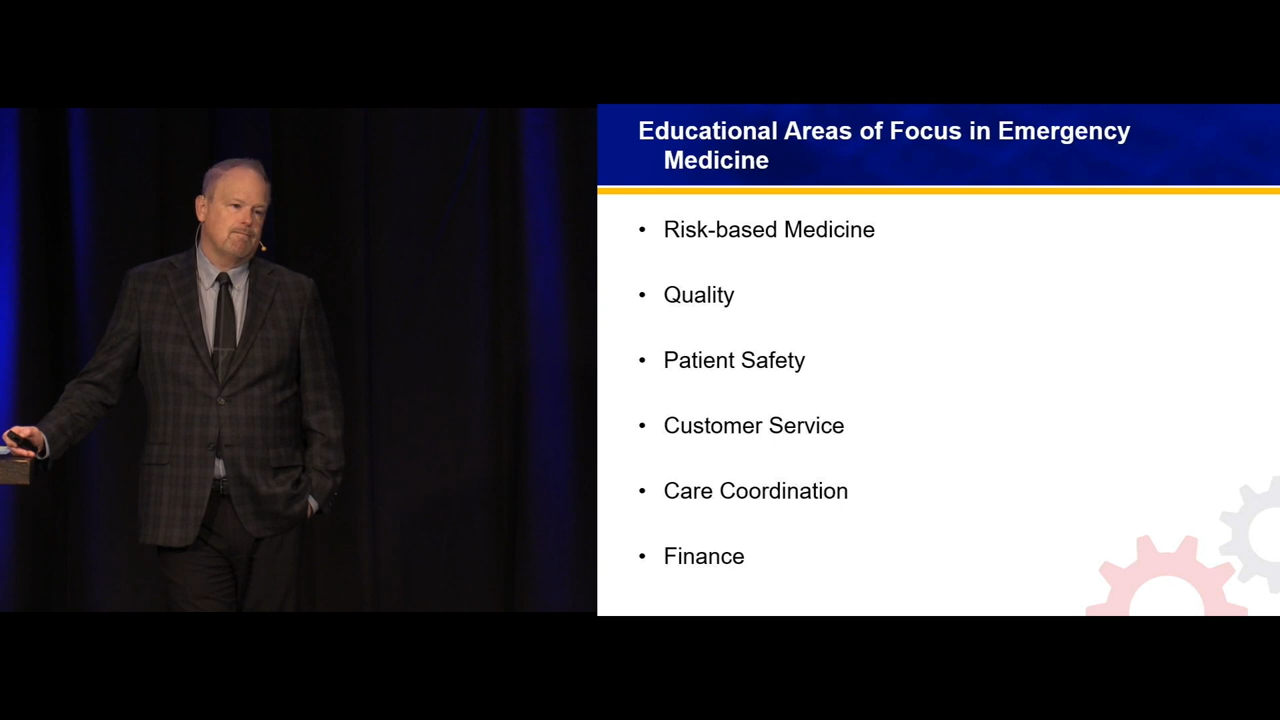 Educational Areas of Focus in Emergency
Medicine
• Risk-based Medicine
• Quality
• Patient Safety
• Customer Service
• Care Coordination
• Finance